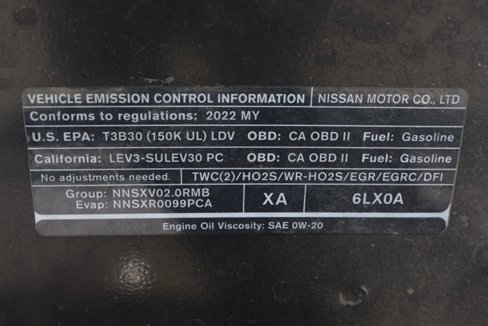 VEHICLE EMISSION CONTROL INFORMATION NISSAN MOTOR CO., LTD
Conforms to regulations: 2022 MY
U.S. EPA: T3B30 (150K UL) LDV OBD: CA OBD II Fuel: Gasoline
California: LEV3-SULEV30 PC OBD: CA OBD II Fuel: Gasoline
No adjustments needed. TWC(2)/HO2S/WR-HO2S/EGR/EGRC/DFI
Group: NNSXV02.0RMB
Evap: NNSXR0099PCA XA 6LX0A
Engine Oil Viscosity: SAE 0W-20